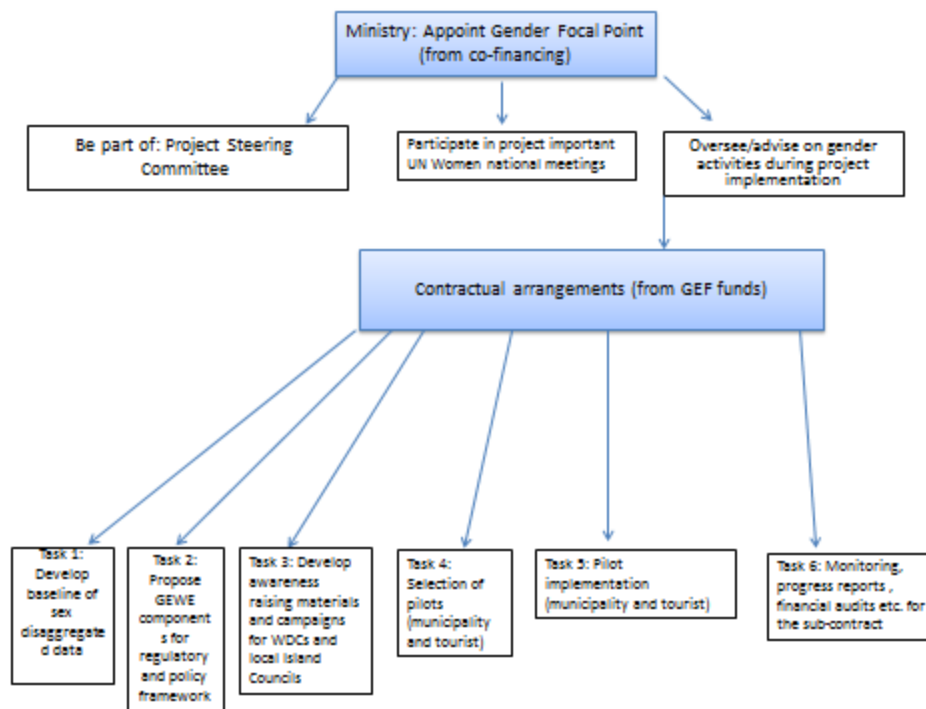 Ministry: Appoint Gender Focal Point
(from co-financing)
Be part of: Project Steering
Committee
Participate in project important
UN Women national meetings
Oversee/advise on gender
activities during project
implementation
Contractual arrangements (from GEF funds)
Task 1:
Develop
baseline of
sex
disaggregate
d data
Task 2:
Propose
GEWE
component
s for
regulatory
and policy
framework
Task 3: Develop
awareness
raising materials
and campaigns
for WDCs and
local Island
Councils
Task 4:
Selection of
pilots
(municipality
and tourist)
Task 5: Pilot
implementation
(municipality and tourist)
Task 6: Monitoring,
progress reports ,
financial audits etc. for
the sub-contract